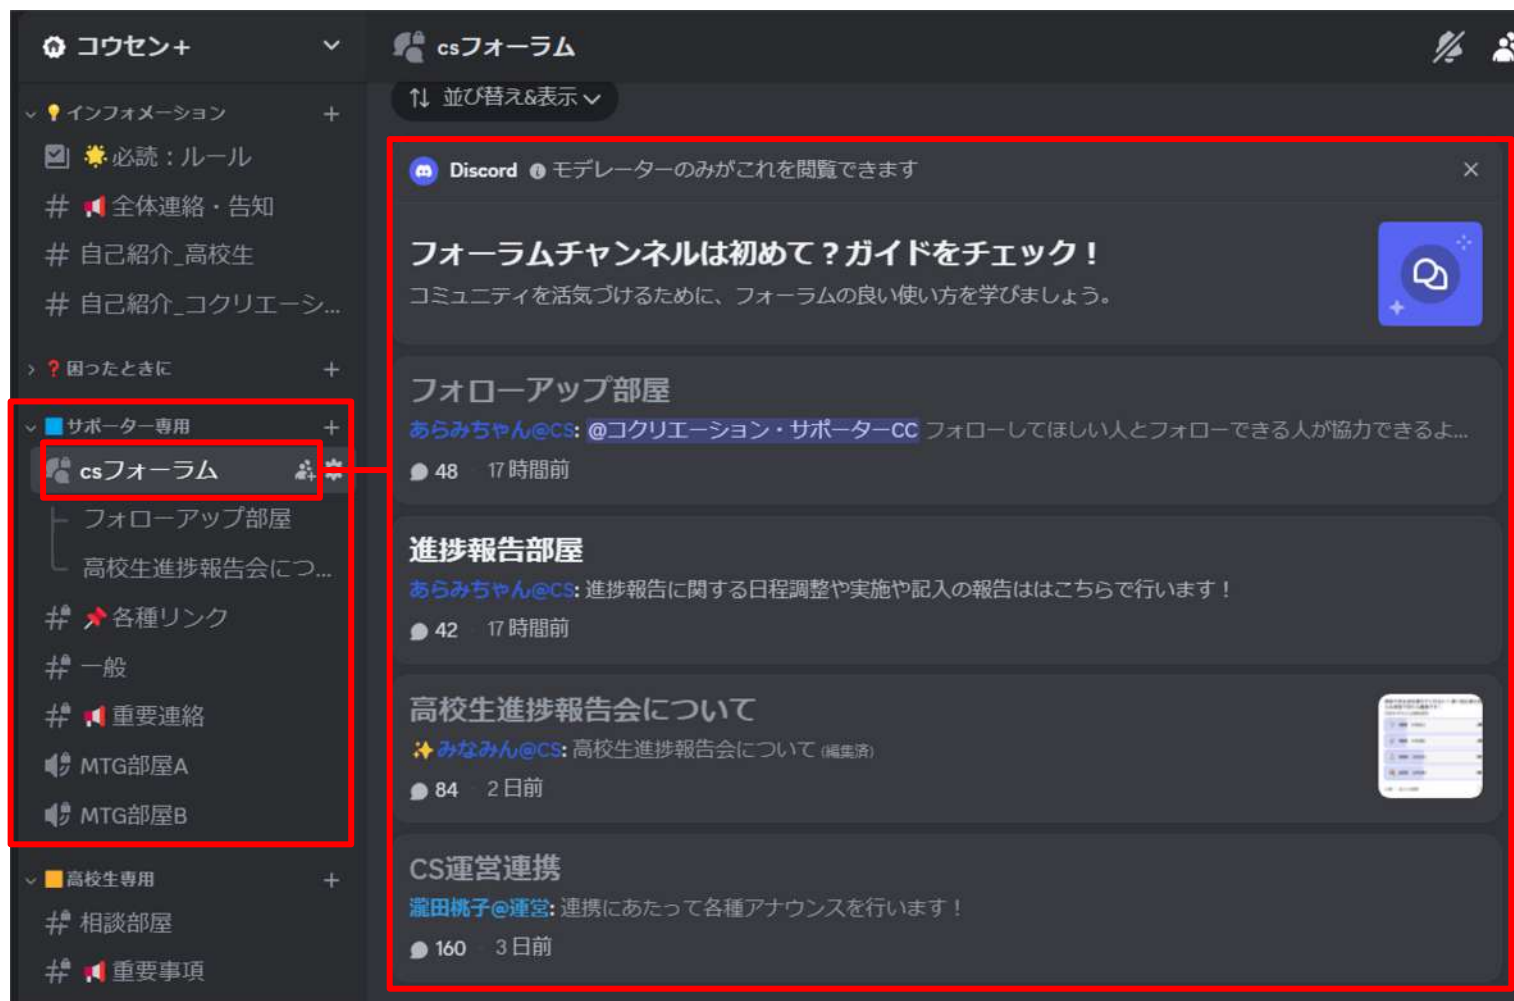 コウセン+
インフォメーション
必読：ルール
全体連絡・告知
自己紹介_高校生
自己紹介_コクリエーシ...
困ったときに
サポーター専用
csフォーラム
フォローアップ部屋
高校生進捗報告会につ...
各種リンク
一般
重要連絡
MTG部屋A
MTG部屋B
高校生専用
相談部屋
重要事項
csフォーラム
並び替え&表示
Discord モデレーターのみがこれを閲覧できます
フォーラムチャンネルは初めて？ガイドをチェック！
コミュニティを活気づけるために、フォーラムの良い使い方を学びましょう。
フォローアップ部屋
あらみちゃん@CS: @コクリエーション・サポーターCC フォローしてほしい人とフォローできる人が協力できるよ...
48 17時間前
進捗報告部屋
あらみちゃん@CS: 進捗報告に関する日程調整や実施や記入の報告ははこちらで行います！
42 17時間前
高校生進捗報告会について
みなみん@CS: 高校生進捗報告会について (編集済)
84 2日前
CS運営連携
瀧田桃子@運営: 連携にあたって各種アナウンスを行います！
160 3日前